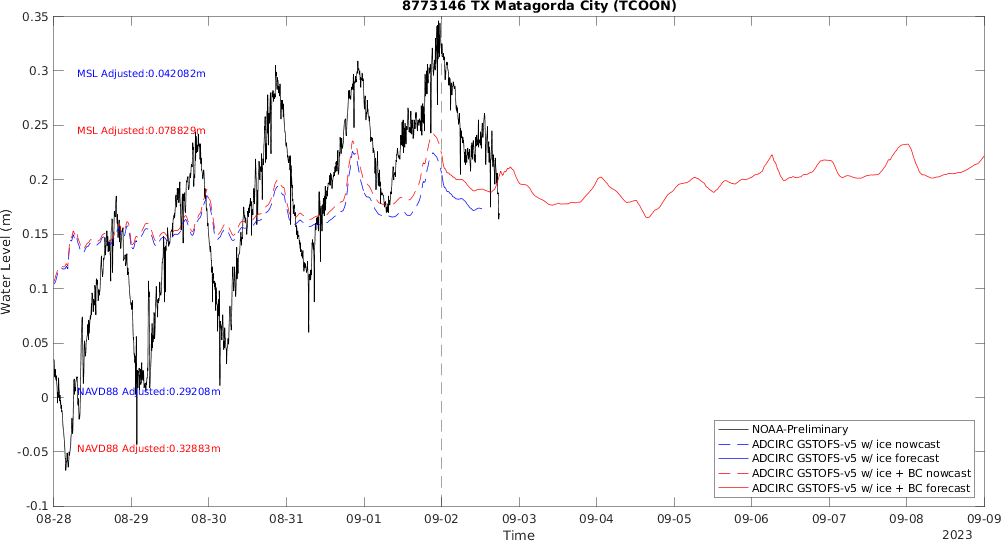 8773146 TX Matagorda City (TCOON)
0.35
0.3
0.25
0.2
0.15
0.1
0.05
0
-0.05
-0.1
Water Level (m)
MSL Adjusted:0.042082m
MSL Adjusted:0.078829m
NAVD88 Adjusted:0.29208m
NAVD88 Adjusted:0.32883m
NOAA-Preliminary
ADCIRC GSTOFS-v5 w/ ice nowcast
ADCIRC GSTOFS-v5 w/ ice forecast
ADCIRC GSTOFS-v5 w/ ice + BC nowcast
ADCIRC GSTOFS-v5 w/ ice + BC forecast
08-28 08-29 08-30 08-31 09-01 09-02 09-03 09-04 09-05 09-06 09-07 09-08 09-09
Time
2023